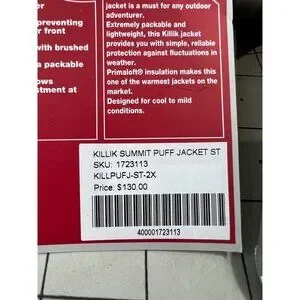 er
preventing
r front
with brushed
a packable
ows
stment at
jacket is a must for any outdoor
adventurer.
Extremely packable and
lightweight, this Killik jacket
provides you with simple, reliable
protection against fluctuations in
weather.
Primaloft® insulation makes this
one of the warmest jackets on the
market.
Designed for cool to mild
conditions.
KILLIK SUMMIT PUFF JACKET ST
SKU: 1723113
KILLPUFJ-ST-2X
Price: $130.00
400001723113